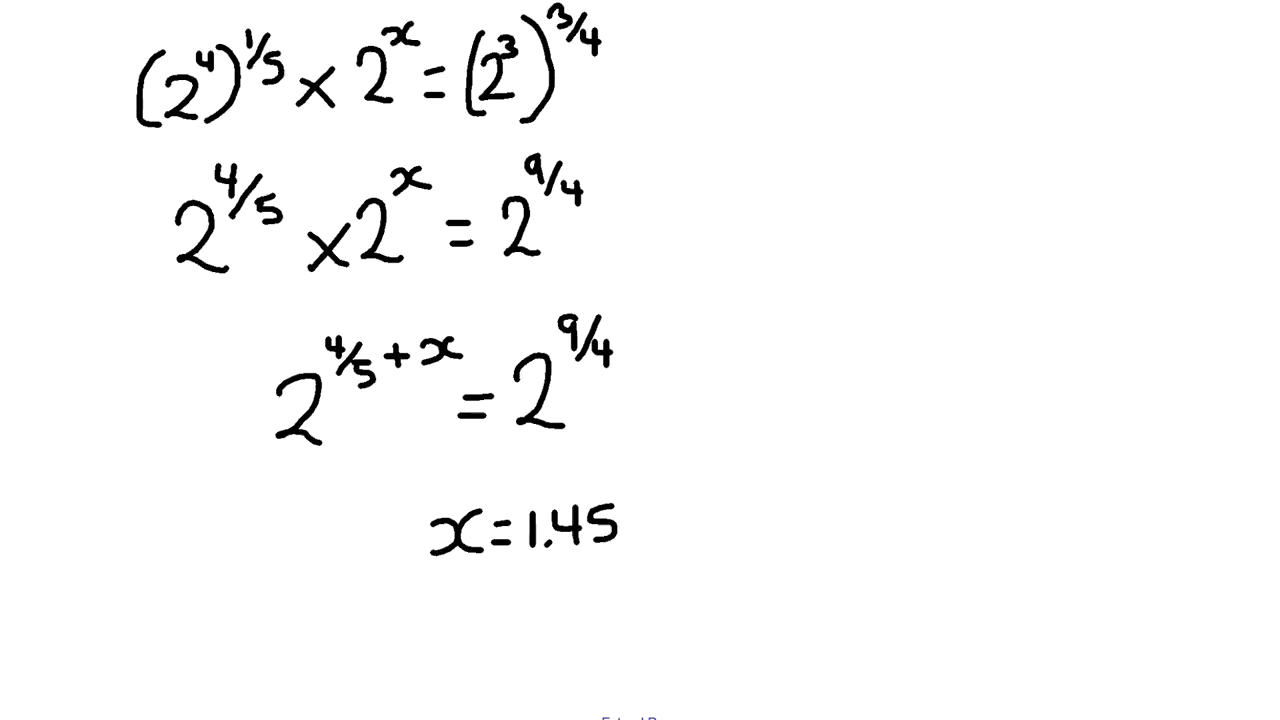 (2^4)^{1/5} × 2^x = (2^3)^{3/4}
2^{4/5} × 2^x = 2^{9/4}
2^{4/5 + x} = 2^{9/4}
x = 1.45